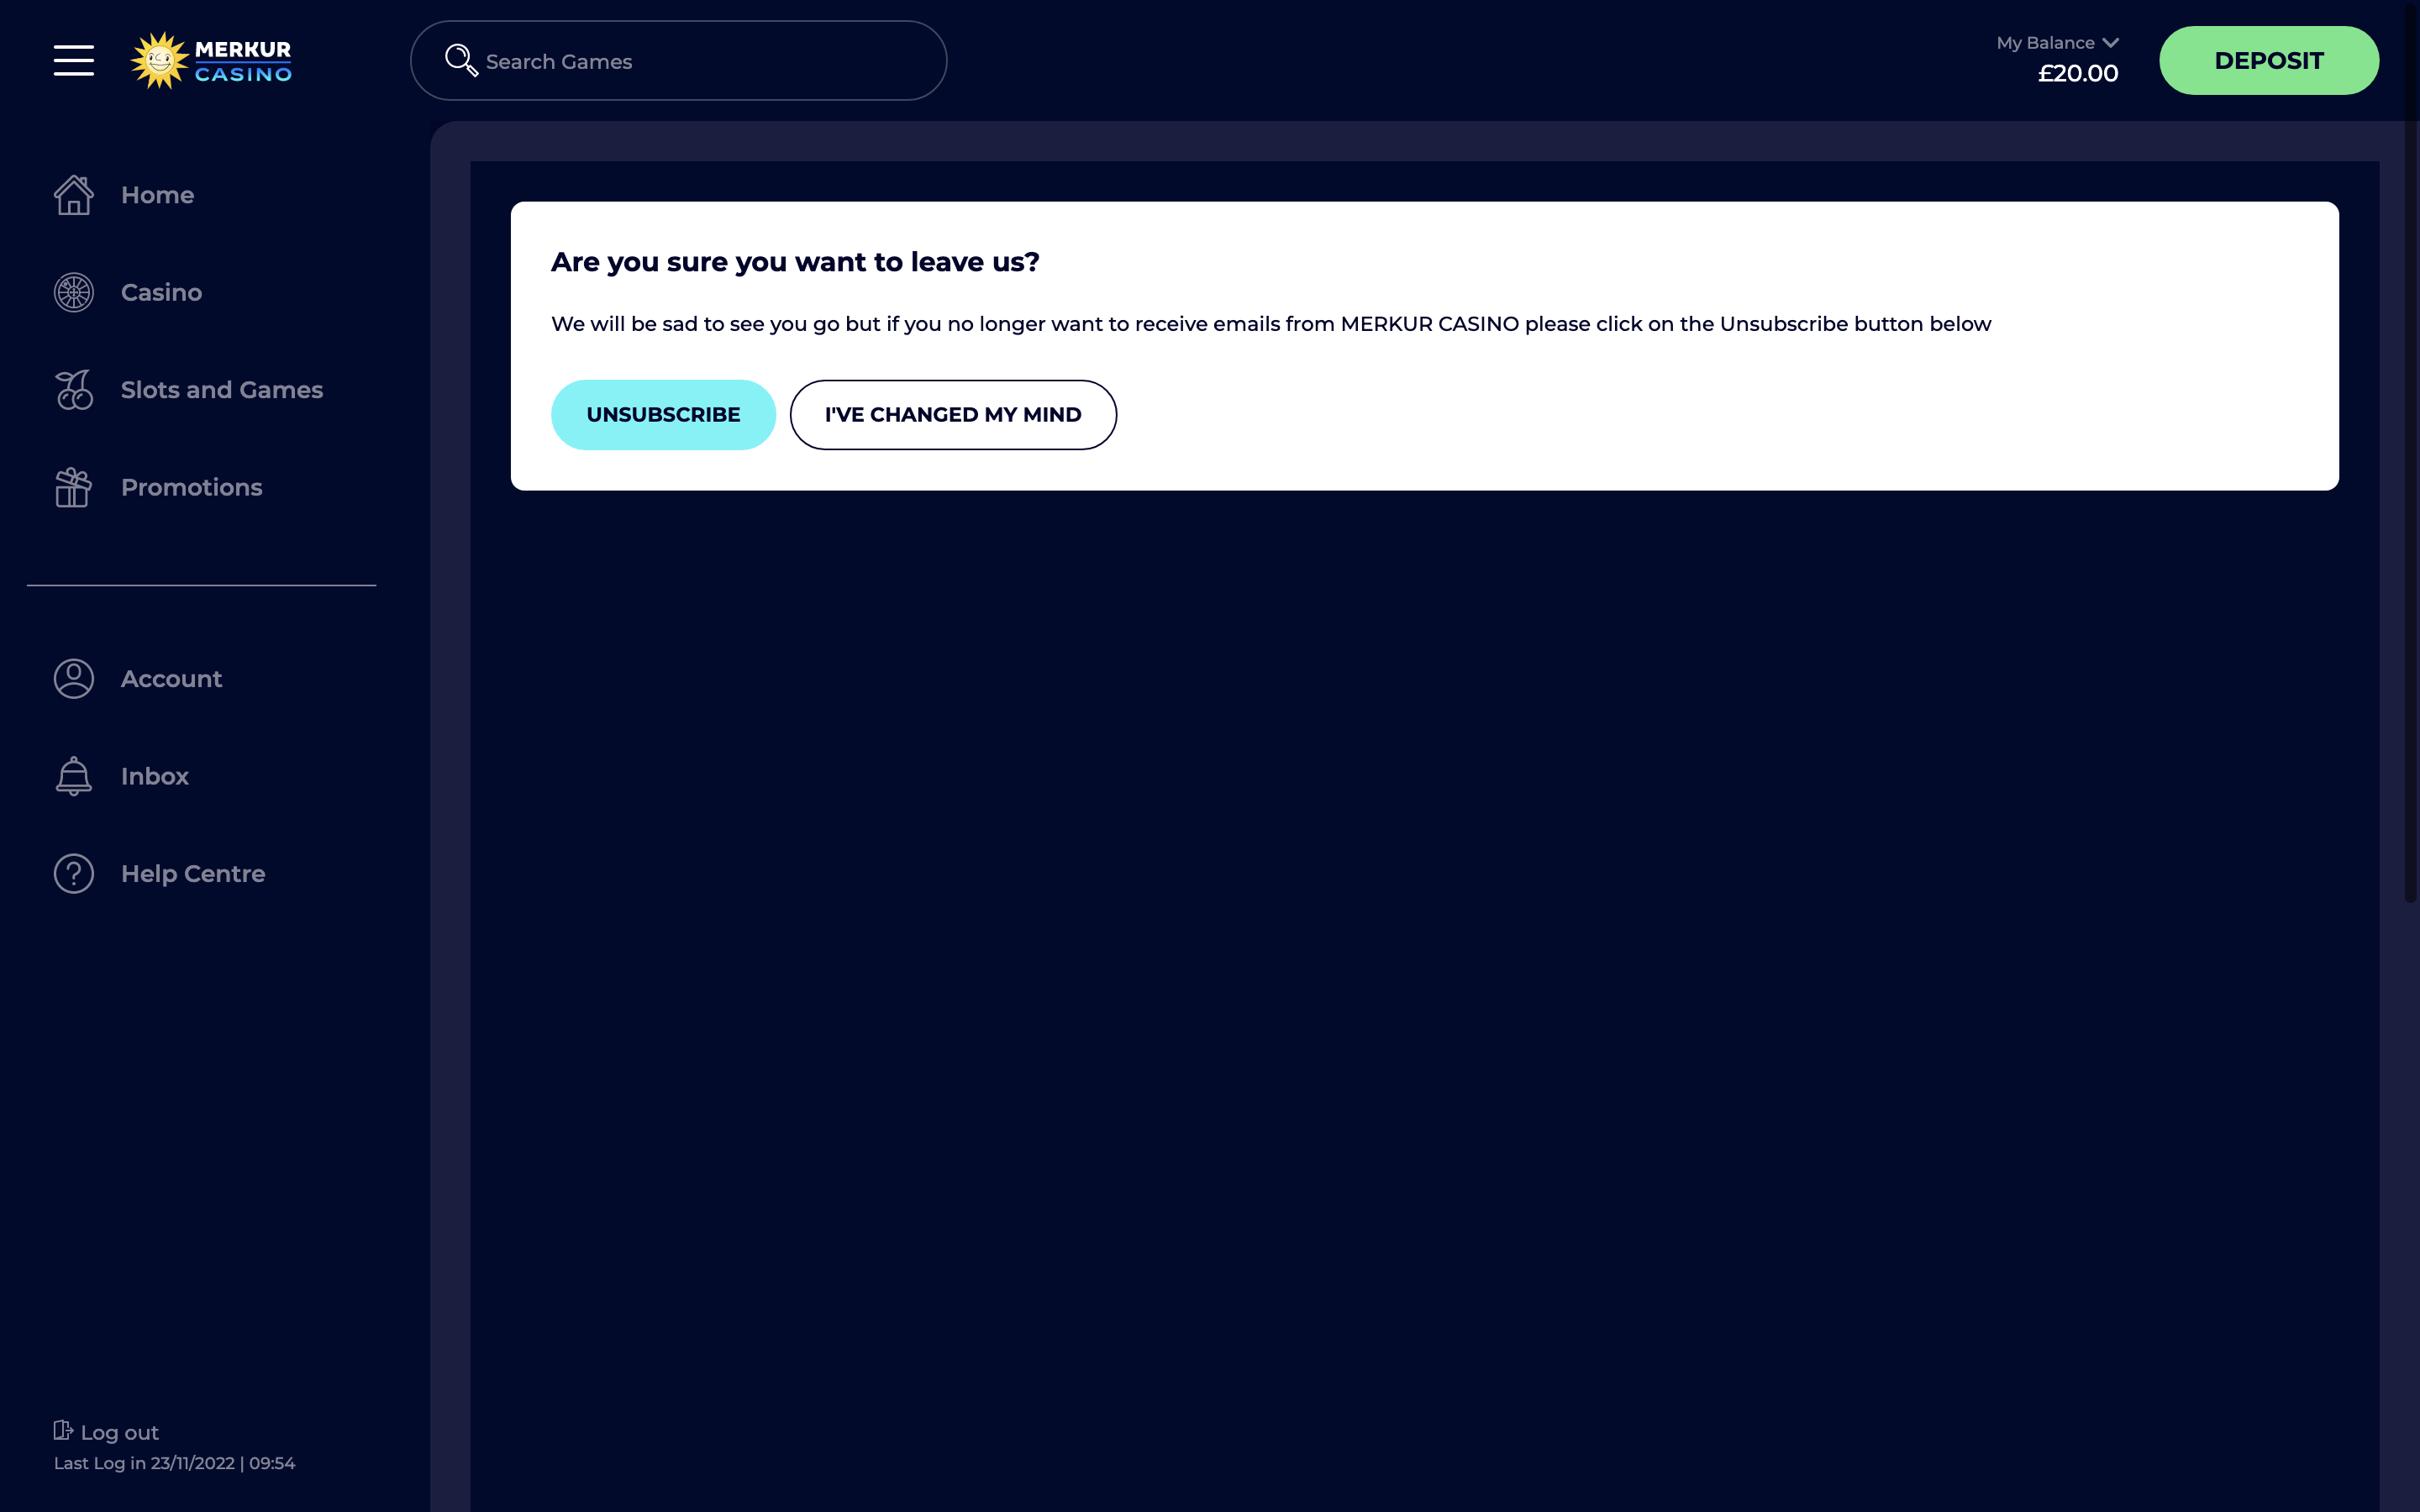 MERKUR
CASINO
Search Games
My Balance
£20.00
DEPOSIT
Home
Casino
Slots and Games
Promotions
Account
Inbox
Help Centre
Log out
Last Log in 23/11/2022 | 09:54
Are you sure you want to leave us?
We will be sad to see you go but if you no longer want to receive emails from MERKUR CASINO please click on the Unsubscribe button below
UNSUBSCRIBE
I'VE CHANGED MY MIND